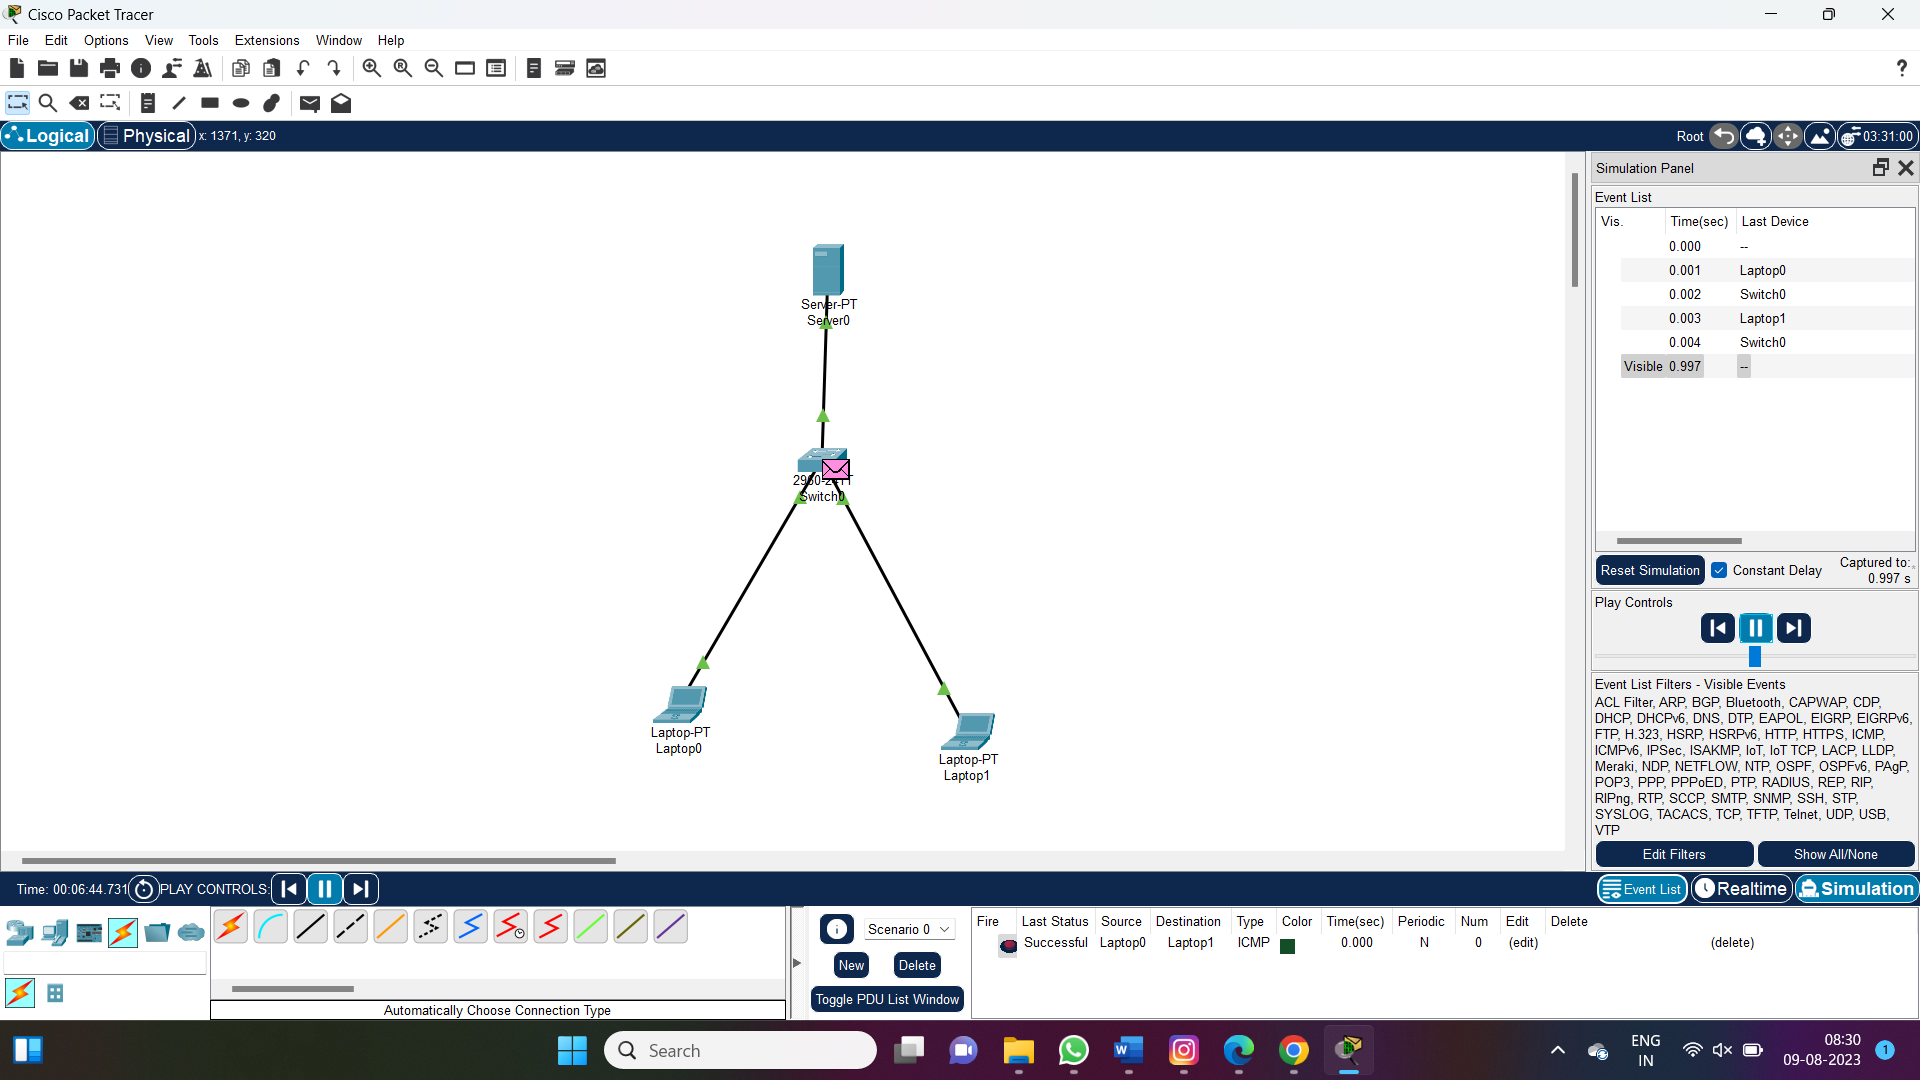 Cisco Packet Tracer
File Edit Options View Tools Extensions Window Help
?
Logical Physical x: 1371, y: 320 Root 03:31:00
Simulation Panel
Event List
Vis. Time(sec) Last Device
0.000 --
0.001 Laptop0
0.002 Switch0
0.003 Laptop1
0.004 Switch0
Visible 0.997 --
Server-PT
Server0
2960-24TT
Switch0
Laptop-PT
Laptop0
Laptop-PT
Laptop1
Reset Simulation Constant Delay Captured to:
0.997 s
Play Controls
Event List Filters - Visible Events
ACL Filter, ARP, BGP, Bluetooth, CAPWAP, CDP,
DHCP, DHCPv6, DNS, DTP, EAPOL, EIGRP, EIGRPv6,
FTP, H.323, HSRP, HSRPv6, HTTP, HTTPS, ICMP,
ICMPv6, IPSec, ISAKMP, IoT, IoT TCP, LACP, LLDP,
Meraki, NDP, NETFLOW, NTP, OSPF, OSPFv6, PAgP,
POP3, PPP, PPPoED, PTP, RADIUS, REP, RIP,
RIPng, RTP, SCCP, SMTP, SNMP, SSH, STP,
SYSLOG, TACACS, TCP, TFTP, Telnet, UDP, USB,
VTP
Edit Filters Show All/None
Time: 00:06:44.731 PLAY CONTROLS: Event List Realtime Simulation
Scenario 0
New Delete
Toggle PDU List Window
Fire Last Status Source Destination Type Color Time(sec) Periodic Num Edit Delete
Successful Laptop0 Laptop1 ICMP 0.000 N 0 (edit) (delete)
Automatically Choose Connection Type
Search
ENG
IN
08:30
09-08-2023
1